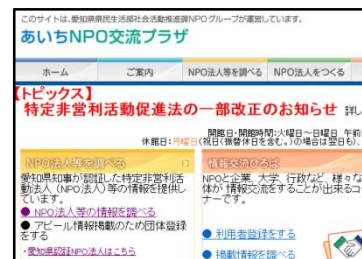 このサイトは、愛知県県民生活部社会活動推進課NPOグループが運営しています。
あいちNPO交流プラザ
ホーム
ご案内
NPO法人等を調べる
NPO法人をつくる
【トピックス】
特定非営利活動促進法の一部改正のお知らせ 詳し
開館日・開館時間:火曜日～日曜日 午前
休館日:月曜日(祝日(振替休日を含む。)の場合は翌日も)、
NPO法人等を調べる
愛知県知事が認証した特定非営利活
動法人(NPO法人)等の情報を提供し
ています。
● NPO法人等の情報を調べる
● アピール情報掲載のため団体登録
をする
・愛知県認証NPO法人はこちら
情報交流ひろば
NPOと企業、大学、行政など、様々な
体が情報交流をすることが出来るコ
ーナーです。
● 利用者登録をする
● 掲載情報を調べる